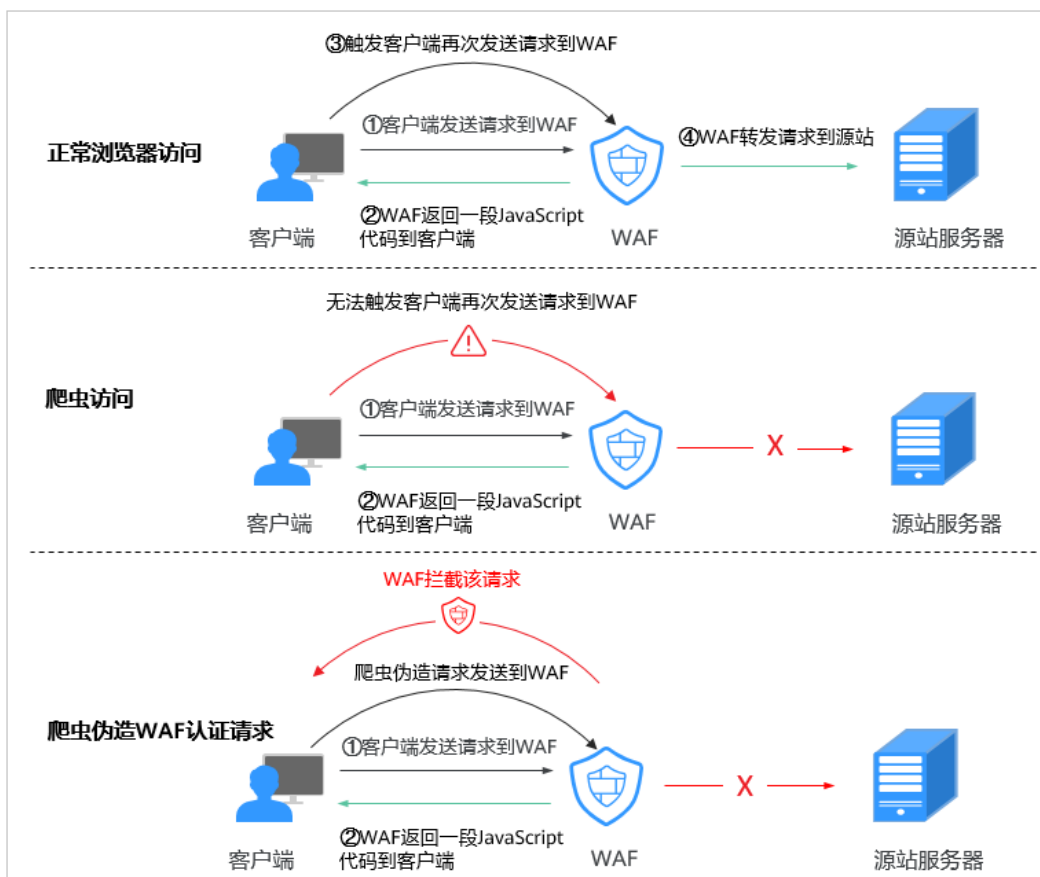 ③触发客户端再次发送请求到WAF
①客户端发送请求到WAF
④WAF转发请求到源站
正常浏览器访问
②WAF返回一段JavaScript
代码到客户端
客户端
WAF
源站服务器
无法触发客户端再次发送请求到WAF
爬虫访问
①客户端发送请求到WAF
X
②WAF返回一段JavaScript
代码到客户端
客户端
WAF
源站服务器
WAF拦截该请求
爬虫伪造请求发送到WAF
爬虫伪造WAF认证请求
①客户端发送请求到WAF
X
②WAF返回一段JavaScript
代码到客户端
客户端
WAF
源站服务器